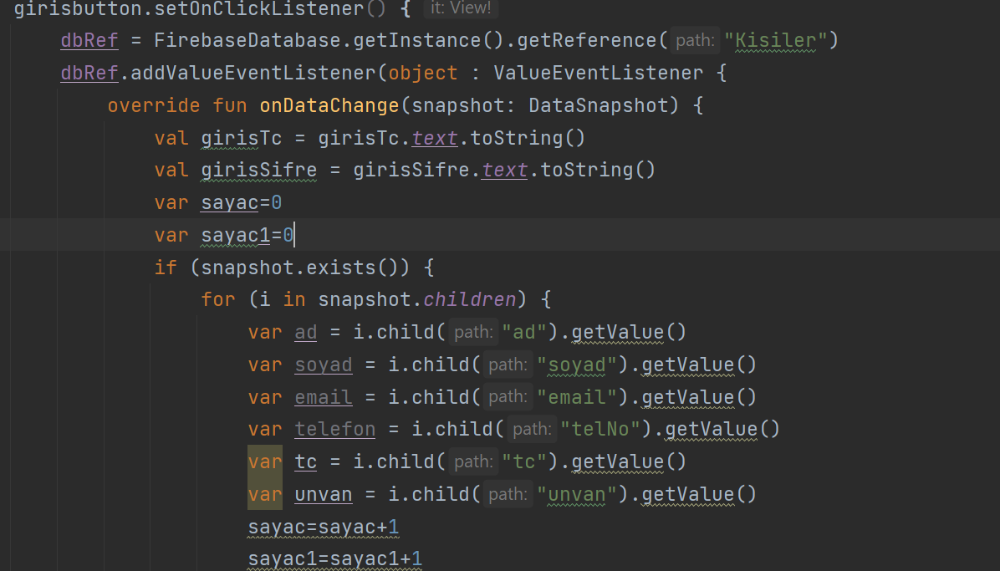 girisbutton.setOnClickListener() { it: View!
dbRef = FirebaseDatabase.getInstance().getReference( path: "Kisiler")
dbRef.addValueEventListener(object : ValueEventListener {
override fun onDataChange(snapshot: DataSnapshot) {
val girisTc = girisTc.text.toString()
val girisSifre = girisSifre.text.toString()
var sayac=0
var sayac1=0
if (snapshot.exists()) {
for (i in snapshot.children) {
var ad = i.child( path: "ad").getValue()
var soyad = i.child( path: "soyad").getValue()
var email = i.child( path: "email").getValue()
var telefon = i.child( path: "telNo").getValue()
var tc = i.child( path: "tc").getValue()
var unvan = i.child( path: "unvan").getValue()
sayac=sayac+1
sayac1=sayac1+1